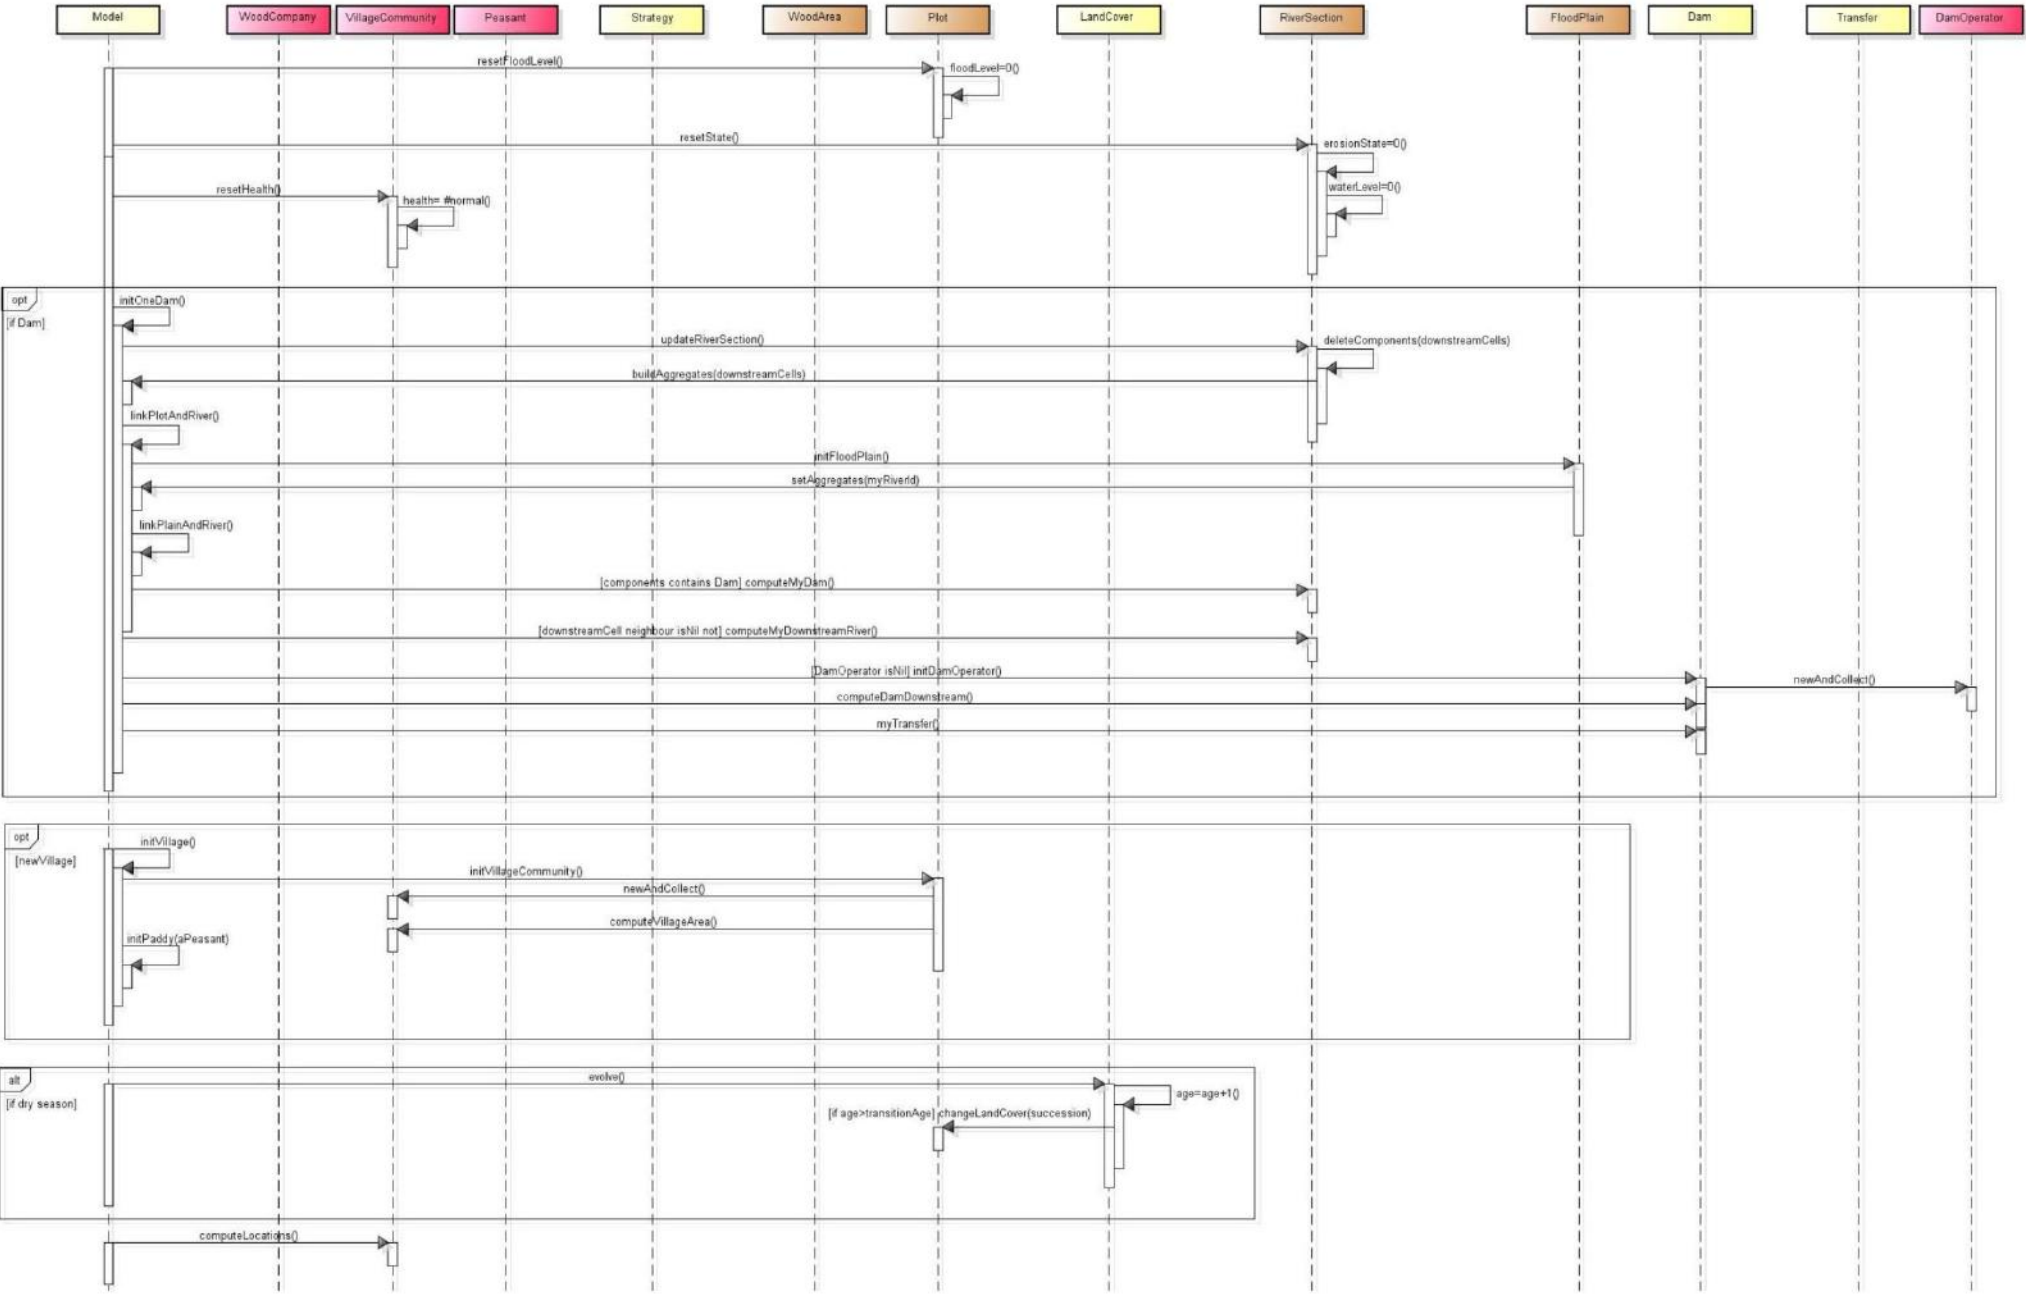 Model
WoodCompany
VillageCommunity
Peasant
Strategy
WoodArea
Plot
LandCover
RiverSection
FloodPlain
Dam
Transfer
DamOperator
resetFloodLevel()
floodLevel=0()
resetState()
erosionState=0()
waterLevel=0()
resetHealth()
health= #normal()
opt
[if Dam]
initOneDam()
updateRiverSection()
deleteComponents(downstreamCells)
buildAggregates(downstreamCells)
linkPlotAndRiver()
initFloodPlain()
setAggregates(myRiverId)
linkPlainAndRiver()
[components contains Dam] computeMyDam()
[downstreamCell neighbour isNil not] computeMyDownstreamRiver()
[DamOperator isNil] initDamOperator()
newAndCollect()
computeDamDownstream()
myTransfer()
opt
[newVillage]
initVillage()
initVillageCommunity()
newAndCollect()
computeVillageArea()
initPaddy(aPeasant)
alt
[if dry season]
evolve()
age=age+1()
[if age>transitionAge] changeLandCover(succession)
computeLocations()